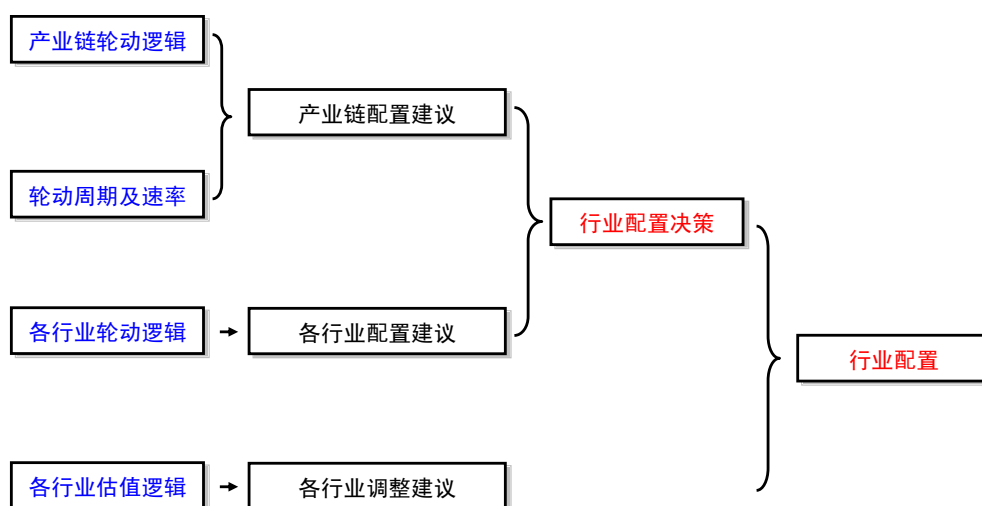 产业链轮动逻辑
产业链配置建议
轮动周期及速率
行业配置决策
各行业轮动逻辑
各行业配置建议
行业配置
各行业估值逻辑
各行业调整建议